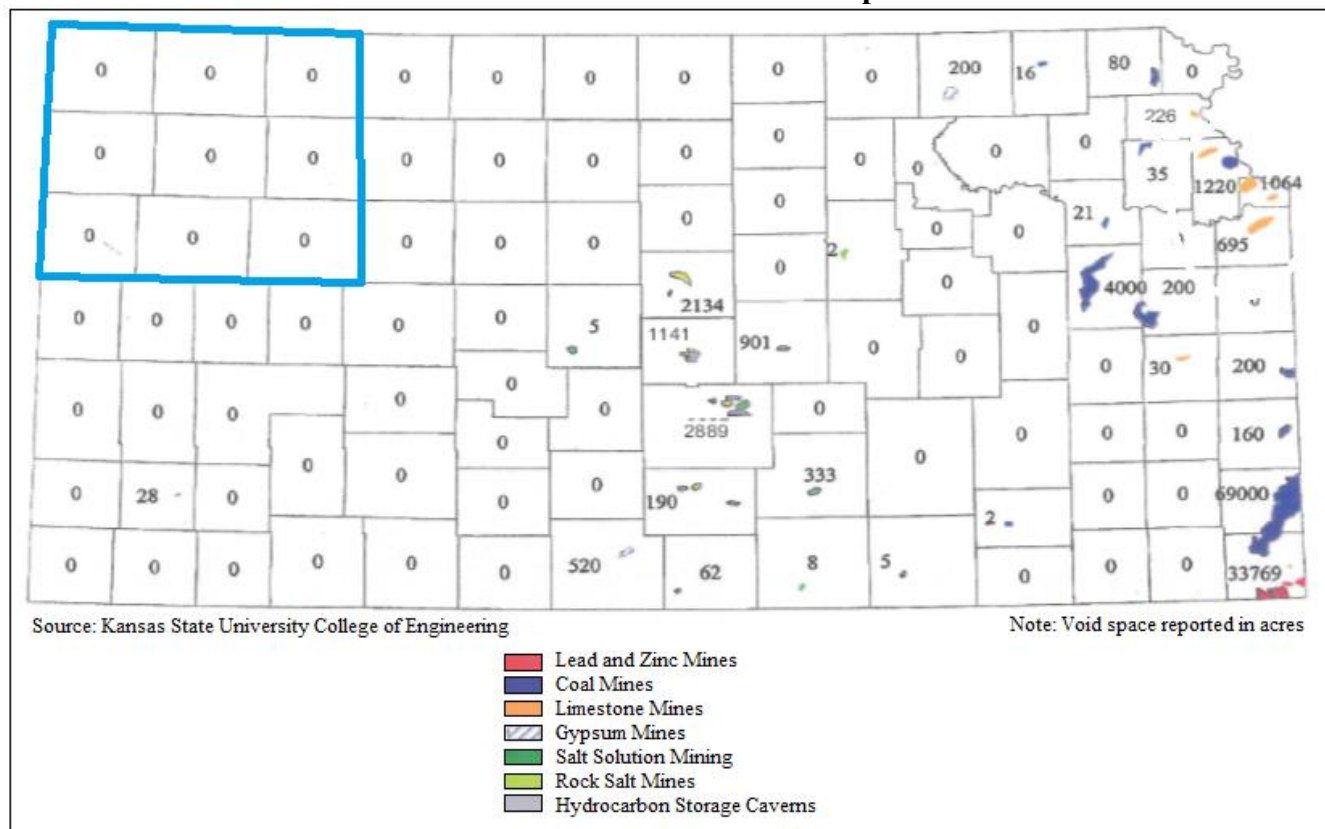 0 0 0 0 0 0 0 0 0 200 16 80 0
226
0 0 0 0 0 0 0 0 0 0 0 0 35 1220 1064
0
0 0 0 0 0 0 0 2 0 0 21 695
0 0 4000 200
0 0 0 0 0 0 5 2134 0
1141 901 0 0 0 30 200
0 0 0 0 0 0 0
2889 0 0 0 0 0 160
0 28 0 0 0 0 0 190 333 0 0 69000
2
0 0 0 0 0 0 520 62 8 5 0 0 0 33769
Source: Kansas State University College of Engineering
Note: Void space reported in acres
Lead and Zinc Mines
Coal Mines
Limestone Mines
Gypsum Mines
Salt Solution Mining
Rock Salt Mines
Hydrocarbon Storage Caverns